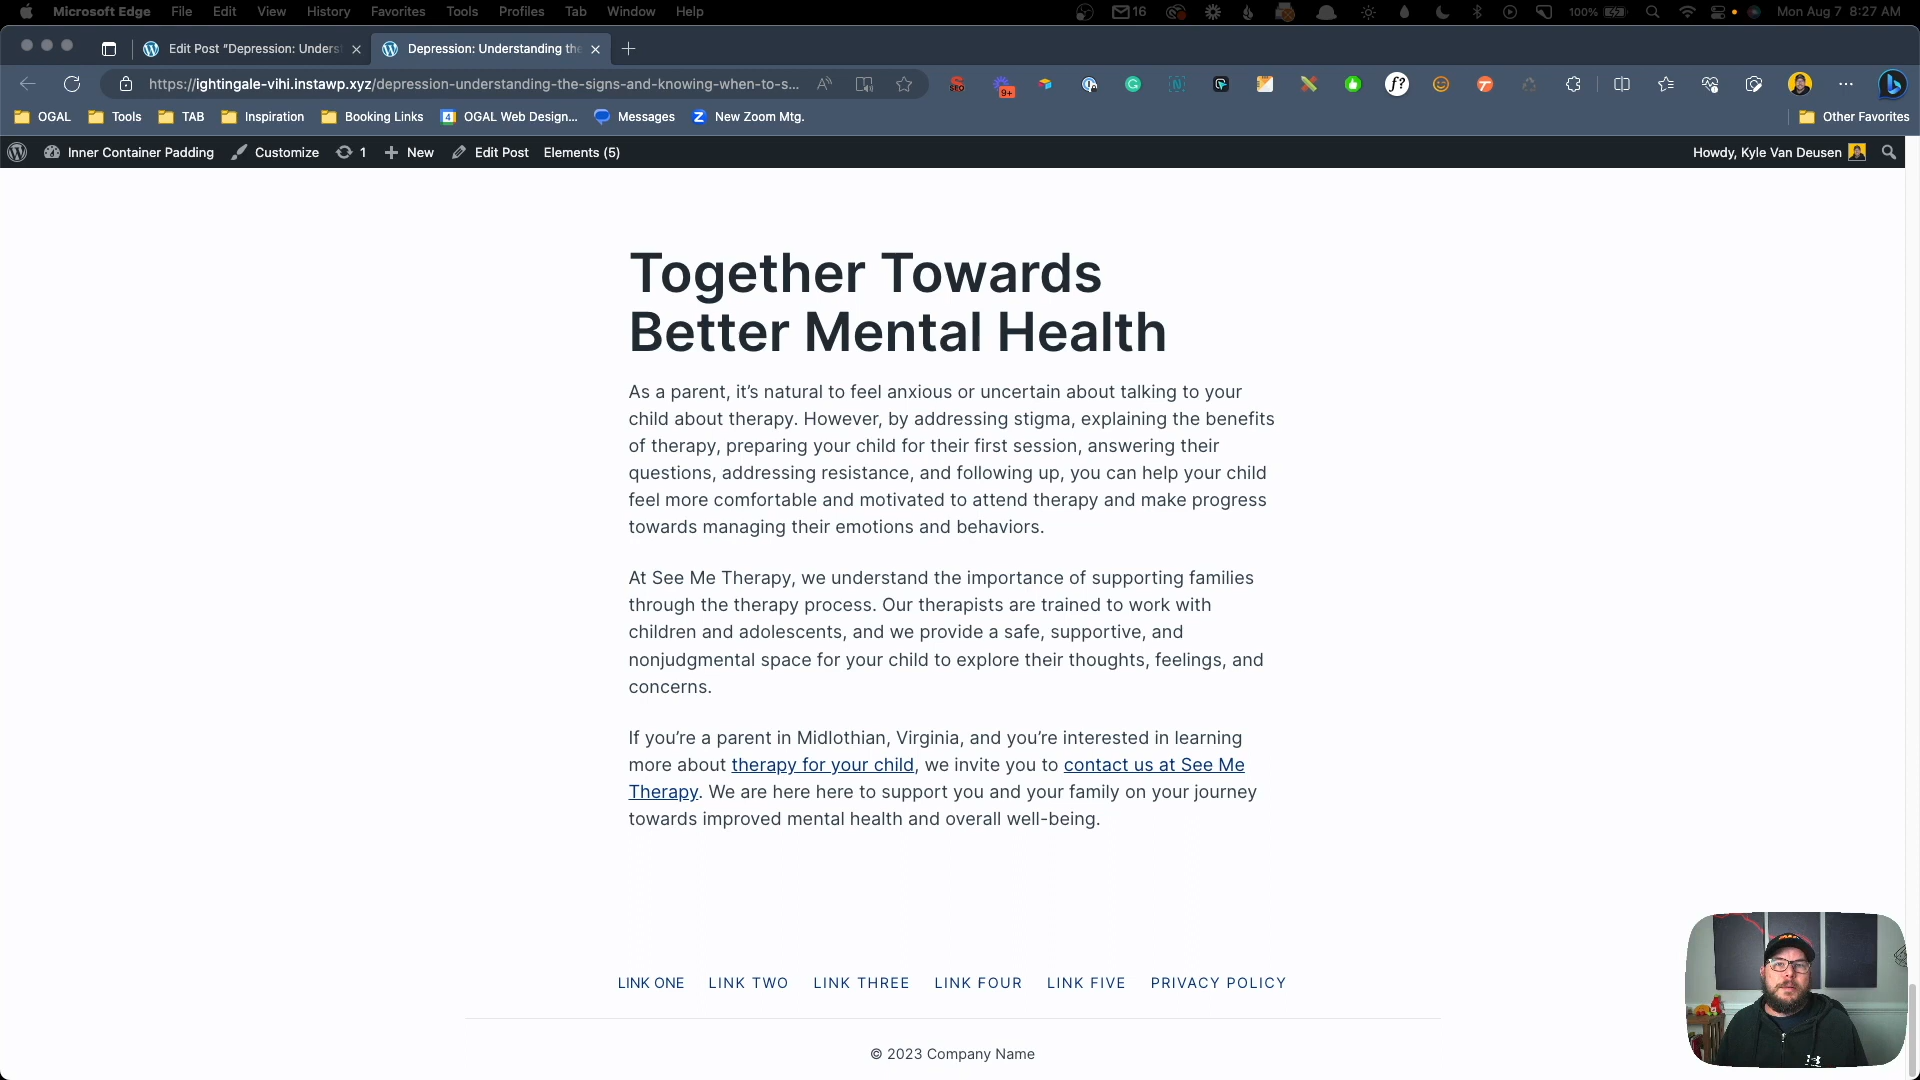 Microsoft Edge File Edit View History Favorites Tools Profiles Tab Window Help 16 100% Mon Aug 7 8:27 AM
Edit Post "Depression: Unders Depression: Understanding the
https://ightingale-vihi.instawp.xyz/depression-understanding-the-signs-and-knowing-when-to-s... SEO 9+ f?
OGAL Tools TAB Inspiration Booking Links 4 OGAL Web Design... Messages Z New Zoom Mtg. Other Favorites
Inner Container Padding Customize 1 New Edit Post Elements (5) Howdy, Kyle Van Deusen
Together Towards
Better Mental Health
As a parent, it's natural to feel anxious or uncertain about talking to your
child about therapy. However, by addressing stigma, explaining the benefits
of therapy, preparing your child for their first session, answering their
questions, addressing resistance, and following up, you can help your child
feel more comfortable and motivated to attend therapy and make progress
towards managing their emotions and behaviors.
At See Me Therapy, we understand the importance of supporting families
through the therapy process. Our therapists are trained to work with
children and adolescents, and we provide a safe, supportive, and
nonjudgmental space for your child to explore their thoughts, feelings, and
concerns.
If you're a parent in Midlothian, Virginia, and you're interested in learning
more about therapy for your child, we invite you to contact us at See Me
Therapy. We are here here to support you and your family on your journey
towards improved mental health and overall well-being.
LINK ONE LINK TWO LINK THREE LINK FOUR LINK FIVE PRIVACY POLICY
© 2023 Company Name